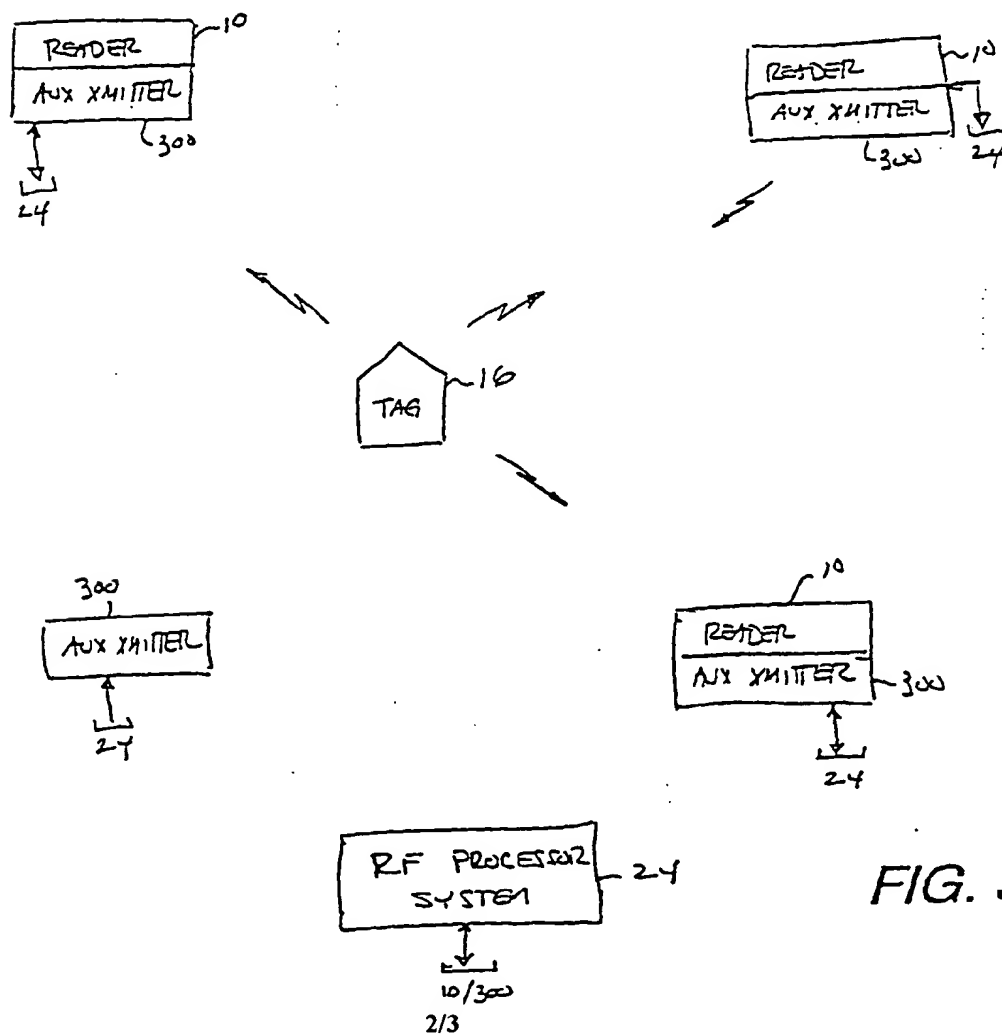 READER
10
AUX XMITTER
300
24
READER
10
AUX. XMITTER
300
24
TAG
16
300
AUX XMITTER
24
10
READER
AUX XMITTER
300
24
RF PROCESSOR
SYSTEM
24
10/300
2/3
FIG.